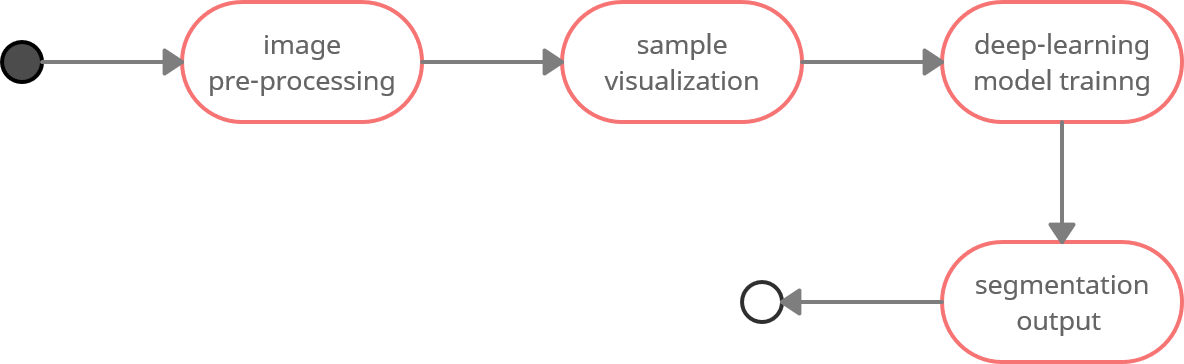 image
pre-processing
sample
visualization
deep-learning
model trainng
segmentation
output